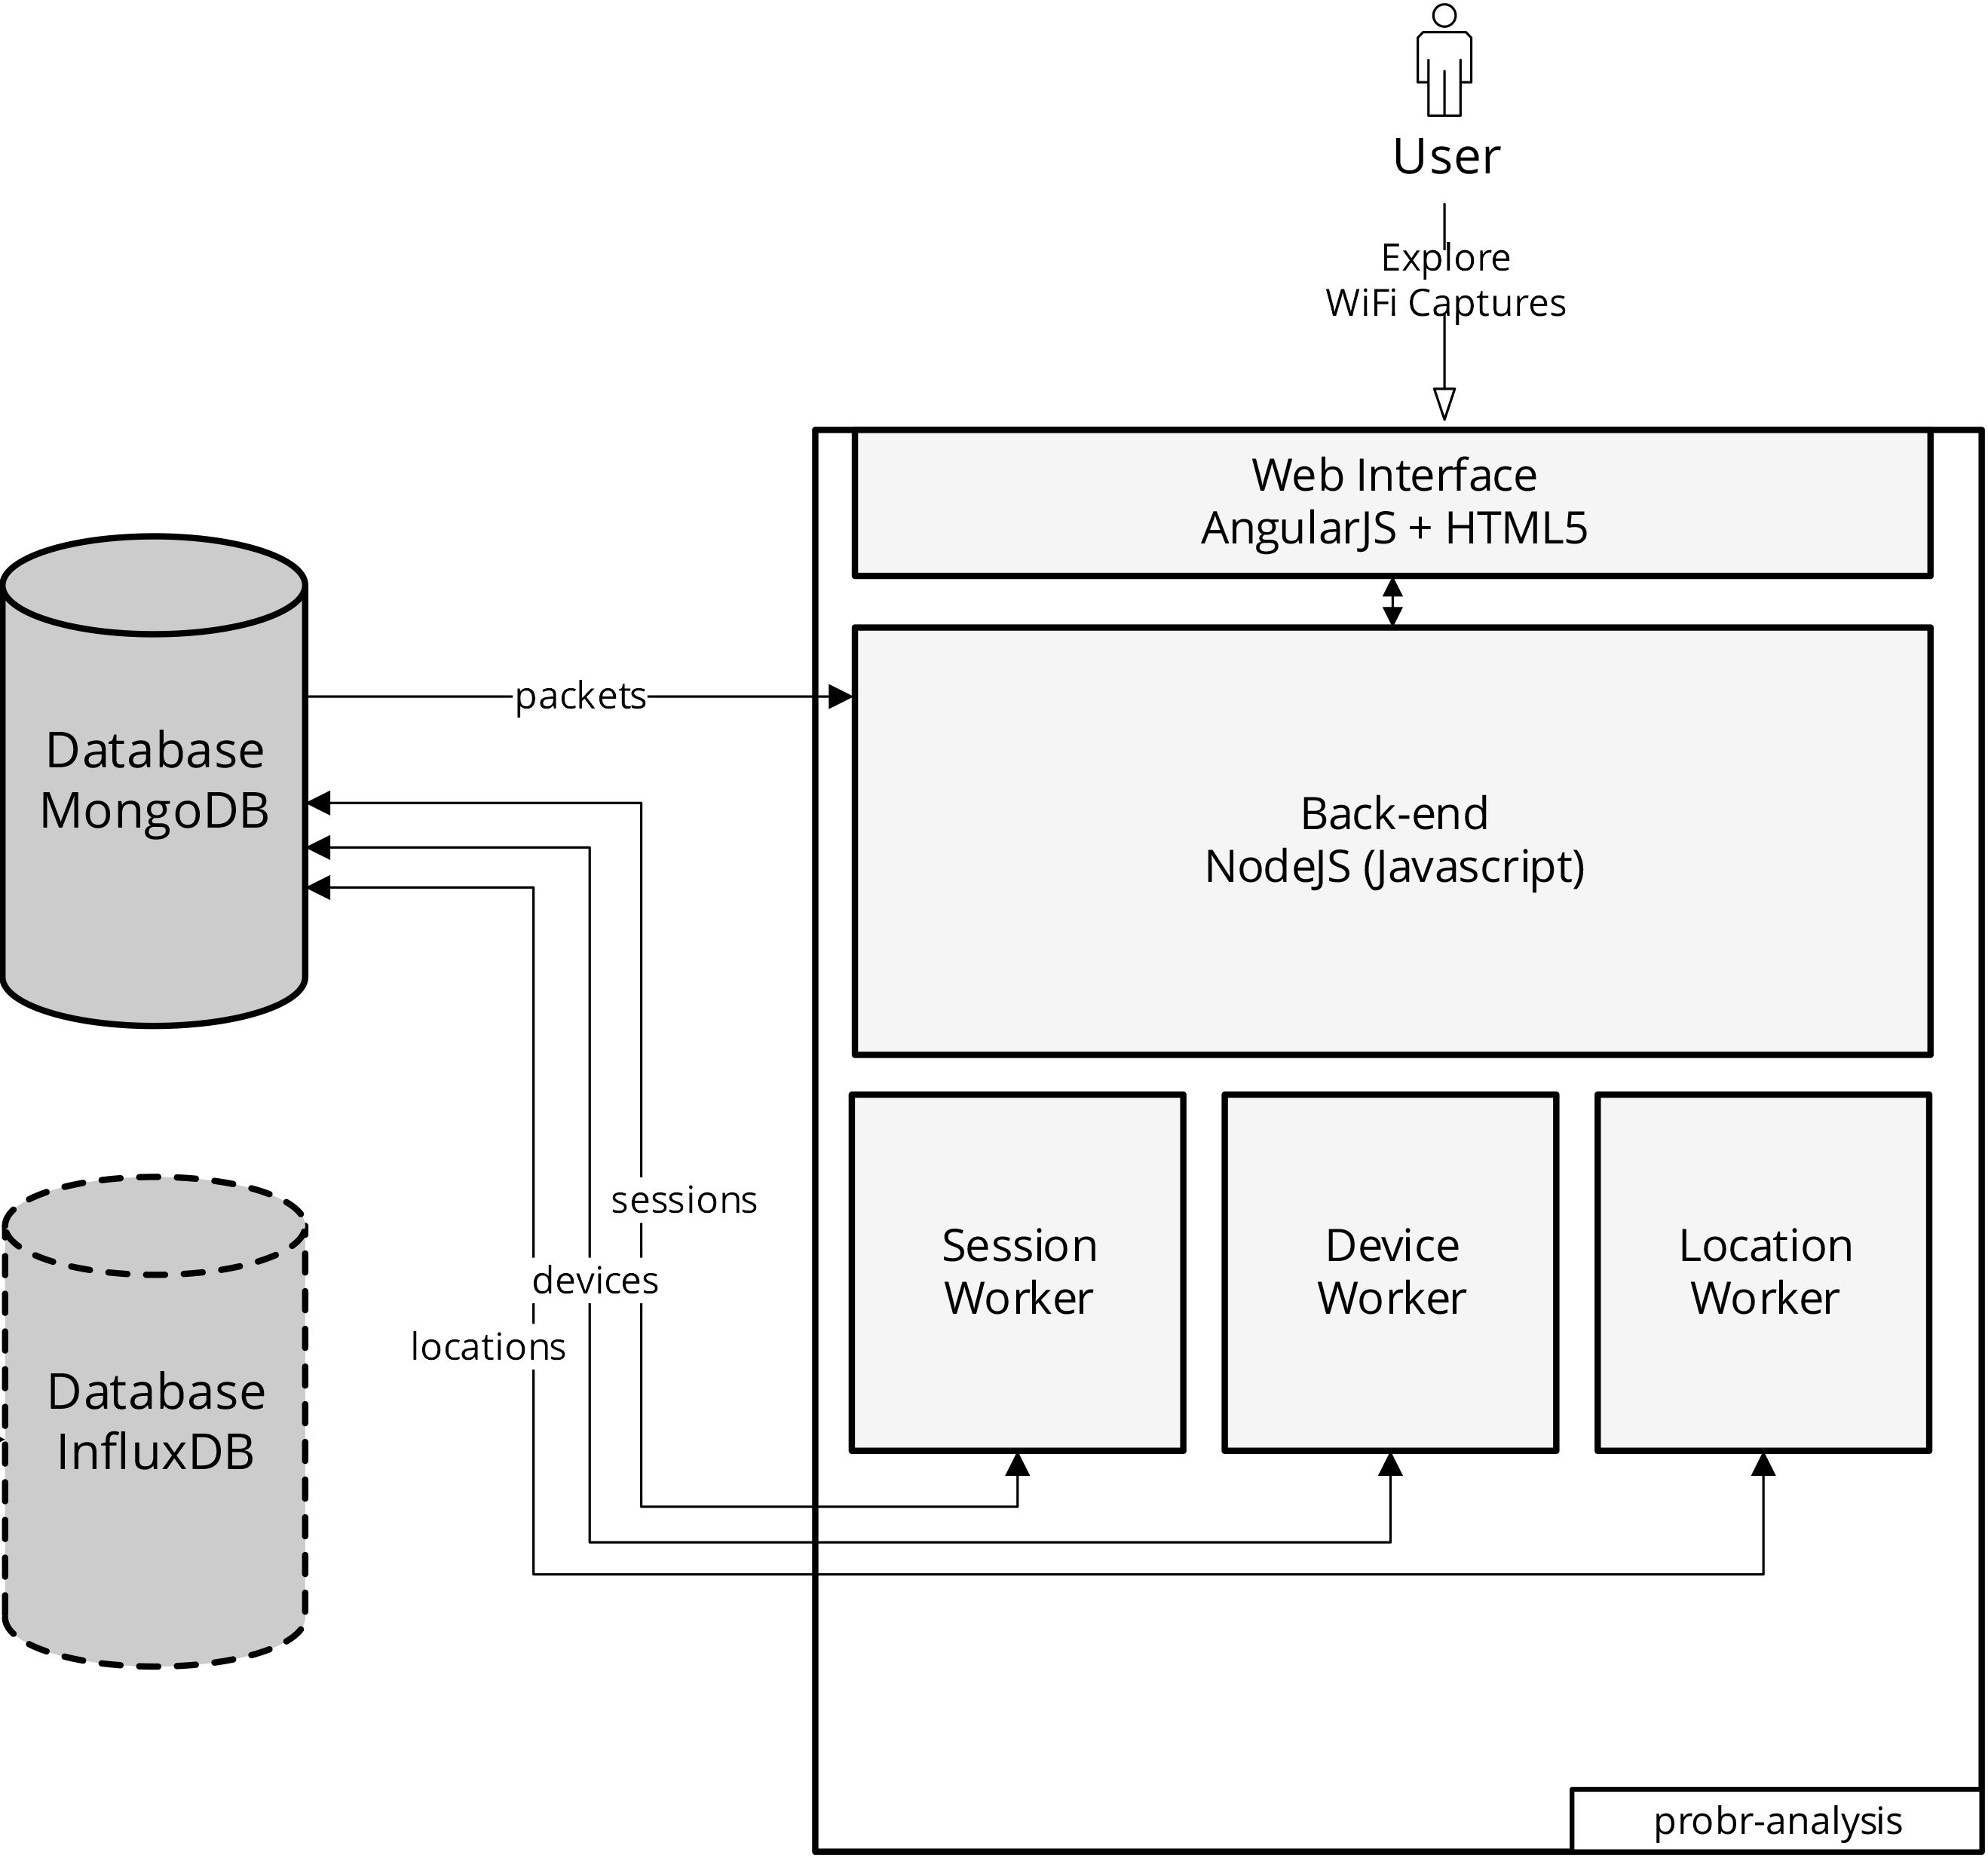 User
Explore
WiFi Captures
Web Interface
AngularJS + HTML5
packets
Database
MongoDB
Back-end
NodeJS (Javascript)
sessions
devices
locations
Session
Worker
Device
Worker
Location
Worker
Database
InfluxDB
probr-analysis